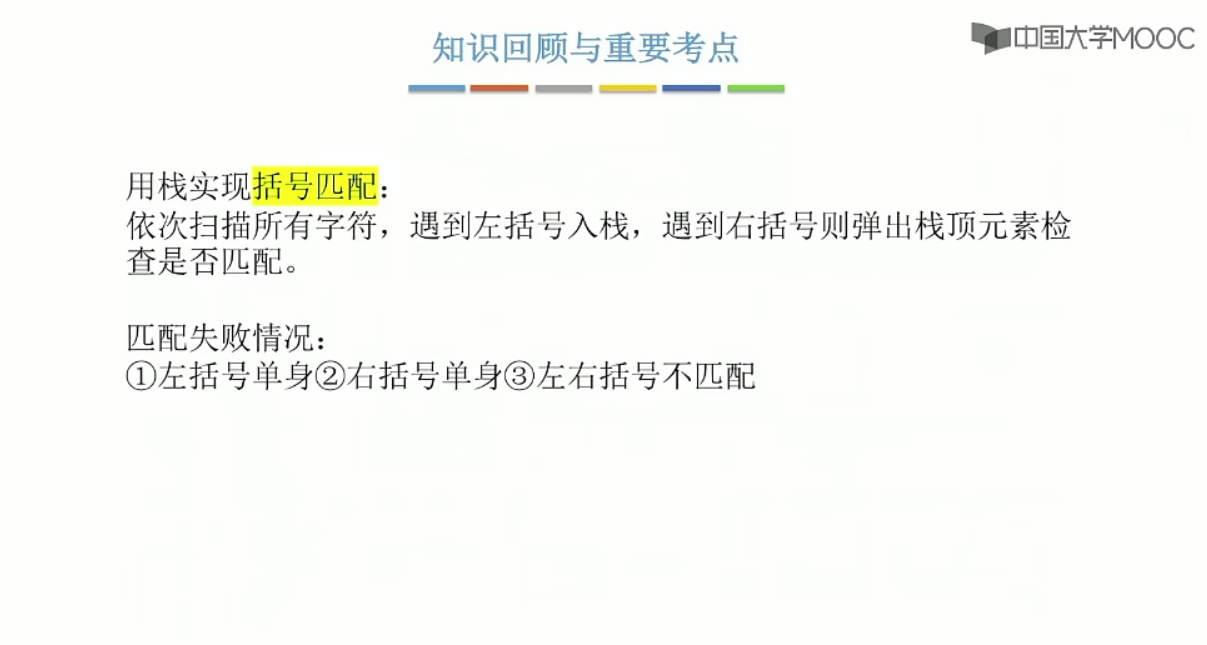 知识回顾与重要考点
中国大学MOOC
用栈实现括号匹配：
依次扫描所有字符，遇到左括号入栈，遇到右括号则弹出栈顶元素检
查是否匹配。
匹配失败情况：
①左括号单身②右括号单身③左右括号不匹配